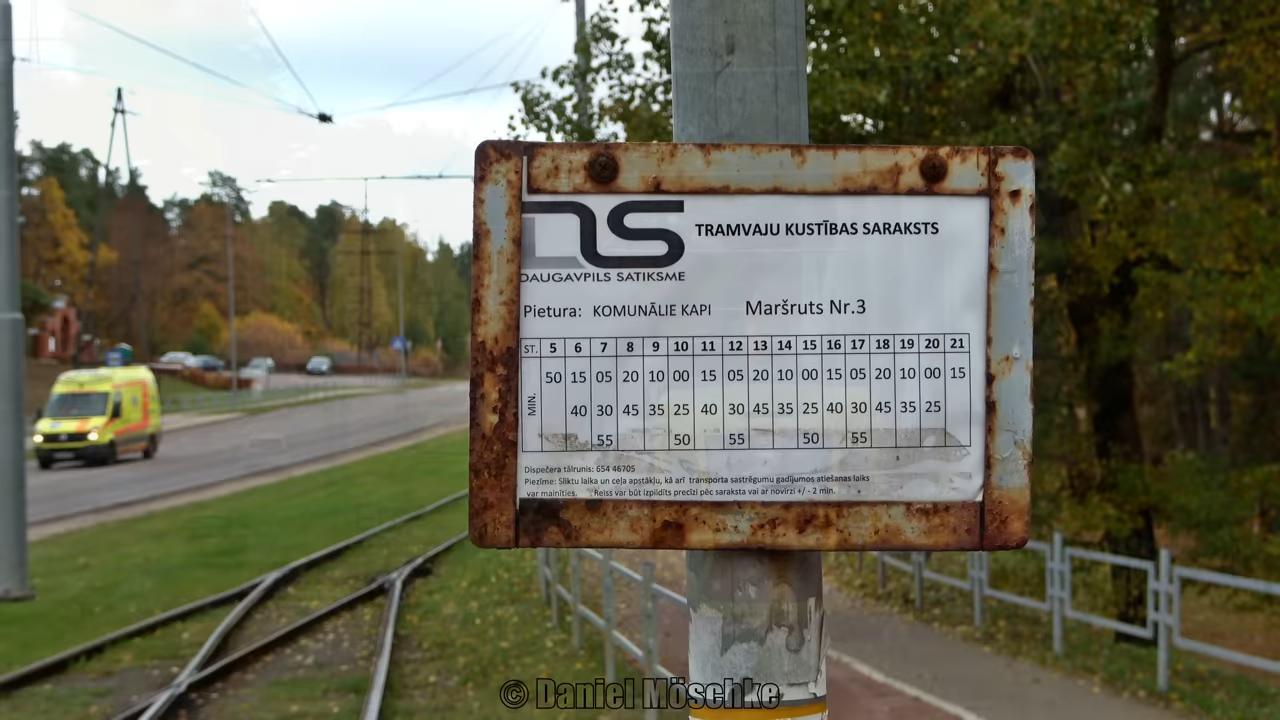 DS
DAUGAVPILS SATIKSME
TRAMVAJU KUSTĪBAS SARAKSTS
Pietura: KOMUNĀLIE KAPI Maršruts Nr.3
ST. 5 6 7 8 9 10 11 12 13 14 15 16 17 18 19 20 21
MIN. 50 15 05 20 10 00 15 05 20 10 00 15 05 20 10 00 15
40 30 45 35 25 40 30 45 35 25 40 30 45 35 25
55 50 55 50 55
Dispečera tālrunis: 654 46705
Piezīme: Sliktu laika un ceļa apstākļu, kā arī transporta sastrēgumu gadījumos atiešanas laiks
var mainīties. Reiss var būt izpildīts precīzi pēc saraksta vai ar novirzi +/- 2 min.
© Daniel Möschke